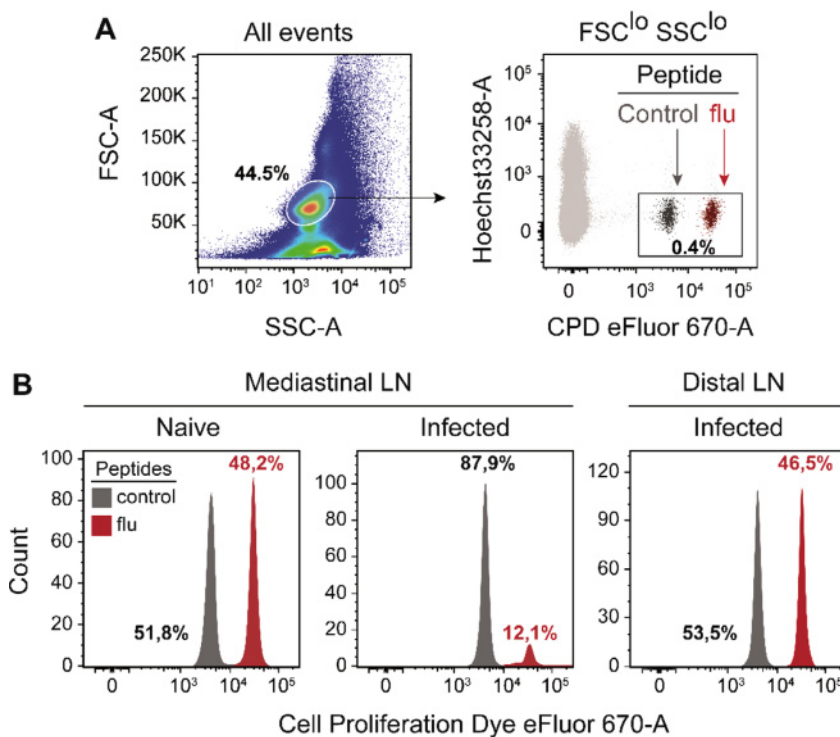 A
All events
FSClo SSClo
250K
200K
150K
100K
50K
FSC-A
44.5%
101 102 103 104 105
SSC-A
105
104
103
0
Hoechst33258-A
Peptide
Control flu
0.4%
0 103 104 105
CPD eFluor 670-A
B
Mediastinal LN
Distal LN
Naive
Infected
Infected
100
80
60
40
20
0
Count
Peptides
control
flu
48,2%
51,8%
0 103 104 105
120
100
80
60
40
20
0
87,9%
12,1%
0 103 104 105
120
90
60
30
0
46,5%
53,5%
0 103 104 105
Cell Proliferation Dye eFluor 670-A